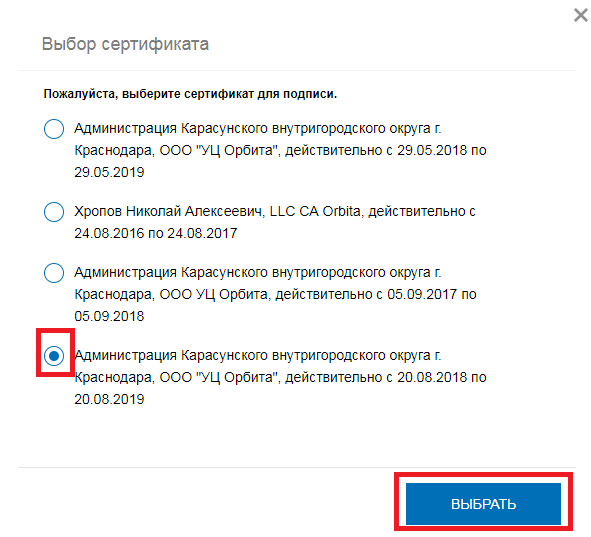 Выбор сертификата
Пожалуйста, выберите сертификат для подписи.
Администрация Карасунского внутригородского округа г.
Краснодара, ООО "УЦ Орбита", действительно с 29.05.2018 по
29.05.2019
Хропов Николай Алексеевич, LLC CA Orbita, действительно с
24.08.2016 по 24.08.2017
Администрация Карасунского внутригородского округа г.
Краснодара, ООО УЦ Орбита, действительно с 05.09.2017 по
05.09.2018
Администрация Карасунского внутригородского округа г.
Краснодара, ООО "УЦ Орбита", действительно с 20.08.2018 по
20.08.2019
ВЫБРАТЬ